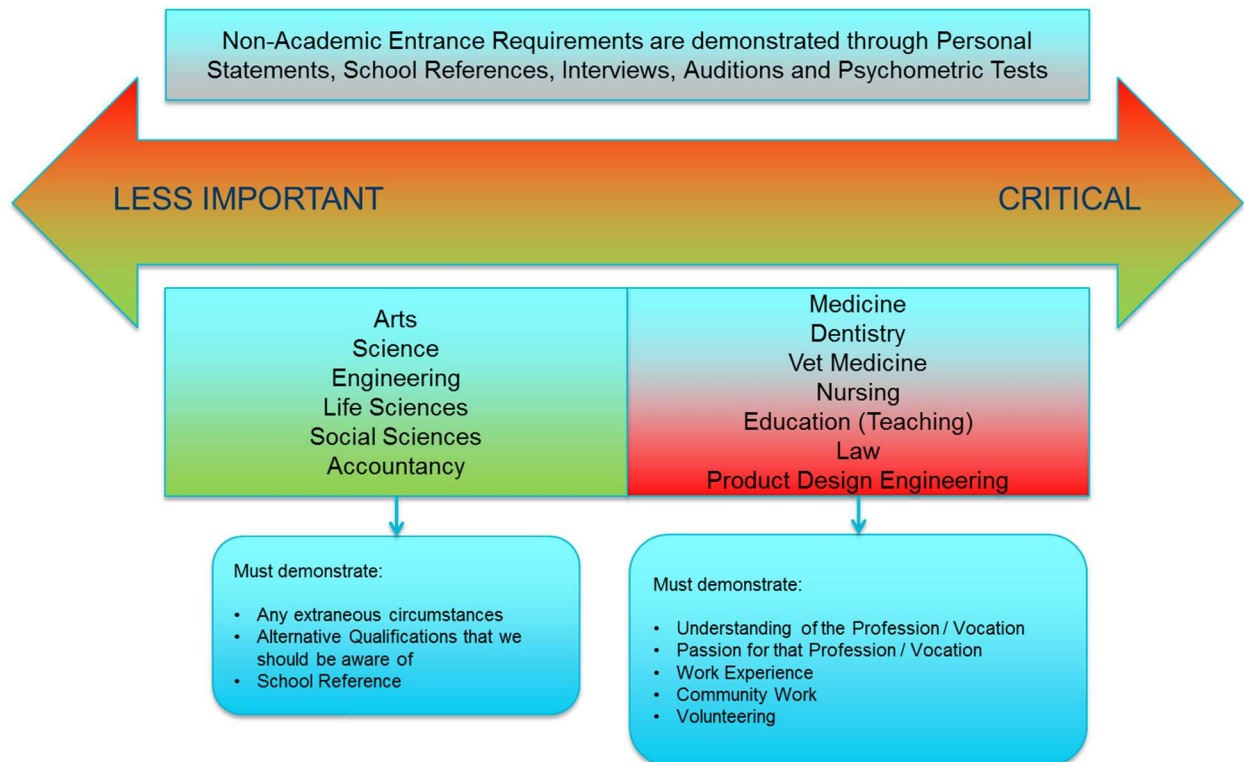 Non-Academic Entrance Requirements are demonstrated through Personal
Statements, School References, Interviews, Auditions and Psychometric Tests
LESS IMPORTANT
CRITICAL
Arts
Science
Engineering
Life Sciences
Social Sciences
Accountancy
Medicine
Dentistry
Vet Medicine
Nursing
Education (Teaching)
Law
Product Design Engineering
Must demonstrate:
• Any extraneous circumstances
• Alternative Qualifications that we
should be aware of
• School Reference
Must demonstrate:
• Understanding of the Profession / Vocation
• Passion for that Profession / Vocation
• Work Experience
• Community Work
• Volunteering